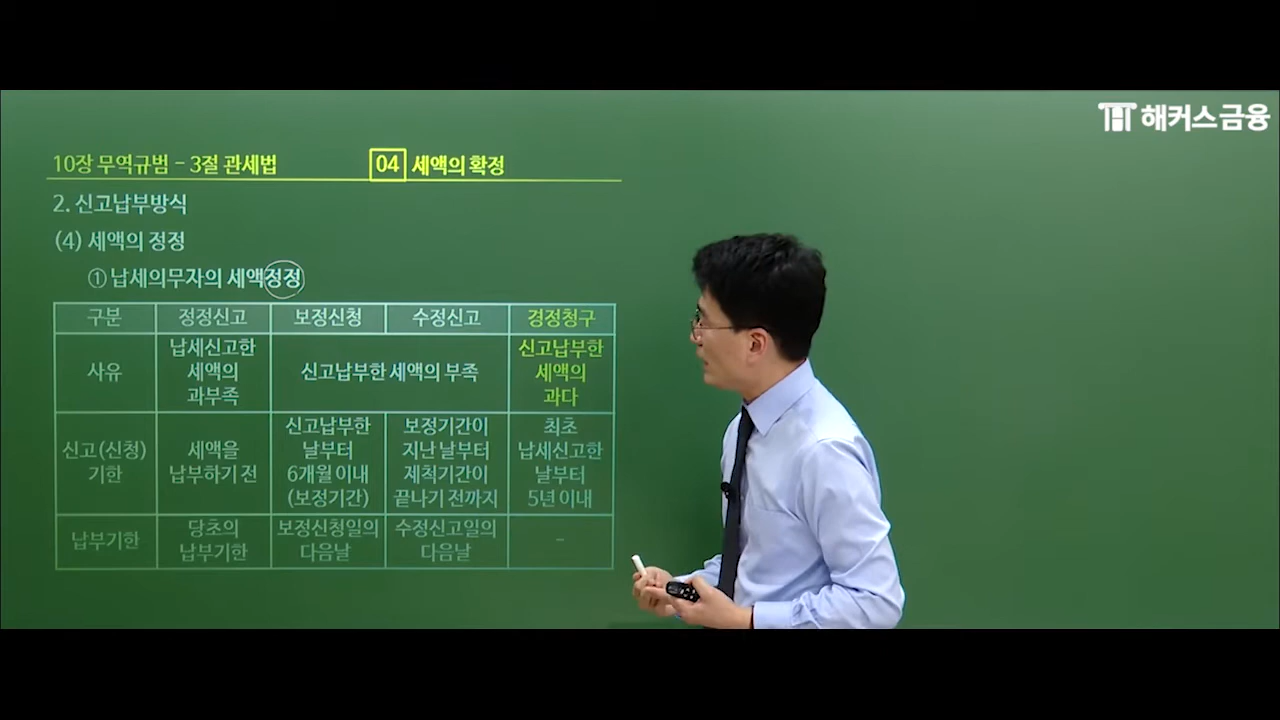 해커스금융
10장 무역규범 - 3절 관세법
04 세액의 확정
2. 신고납부방식
(4) 세액의 정정
① 납세의무자의 세액정정
구분 정정신고 보정신청 수정신고 경정청구
사유
납세신고한
세액의
과부족
신고납부한 세액의 부족
신고납부한
세액의
과다
신고(신청)
기한
세액을
납부하기 전
신고납부한
날부터
6개월 이내
(보정기간)
보정기간이
지난 날부터
제척기간이
끝나기 전까지
최초
납세신고한
날부터
5년 이내
납부기한
당초의
납부기한
보정신청일의
다음날
수정신고일의
다음날
-